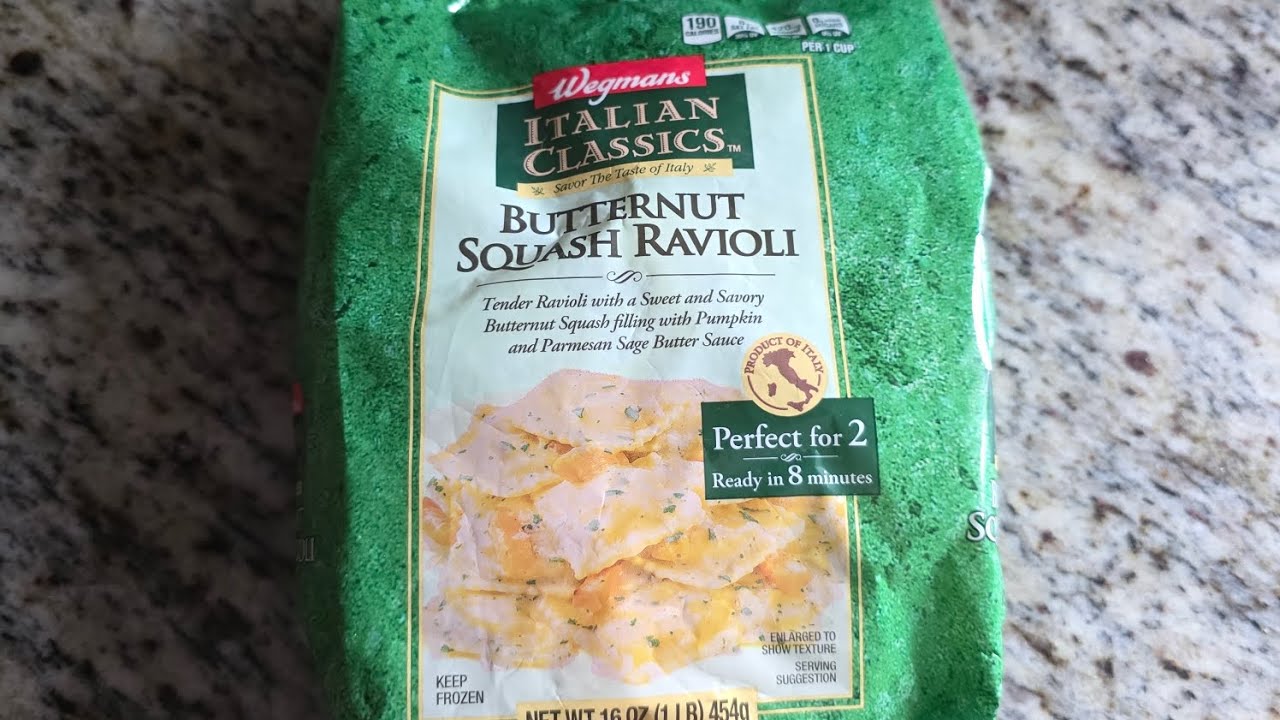 190
CALORIES
PER 1 CUP
Wegmans
ITALIAN
CLASSICS™
Savor The Taste of Italy
BUTTERNUT
SQUASH RAVIOLI
Tender Ravioli with a Sweet and Savory
Butternut Squash filling with Pumpkin
and Parmesan Sage Butter Sauce
PRODUCT OF ITALY
Perfect for 2
Ready in 8 minutes
ENLARGED TO
SHOW TEXTURE
SERVING
SUGGESTION
KEEP
FROZEN
NET WT 16 OZ (1 LB) 454g